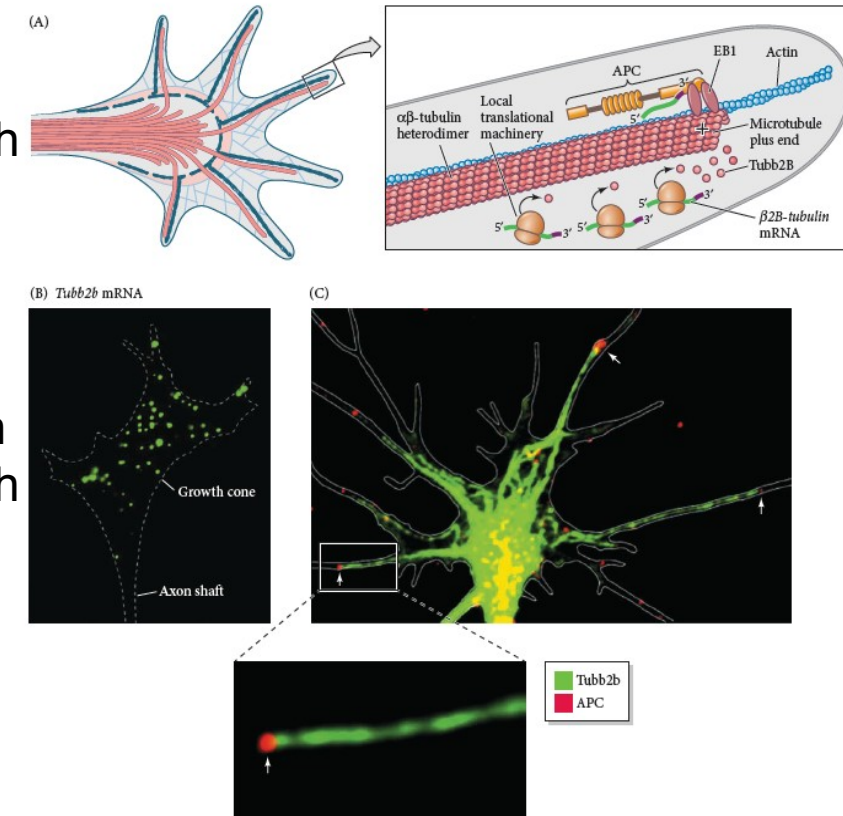 (A)
h
n
h
αβ-tubulin
heterodimer
Local
translational
machinery
APC
3′
5′
EB1
Actin
+
Microtubule
plus end
Tubb2B
5′
3′
5′
3′
5′
3′
β2B-tubulin
mRNA
(B) Tubb2b mRNA
Growth cone
Axon shaft
(C)
Tubb2b
APC